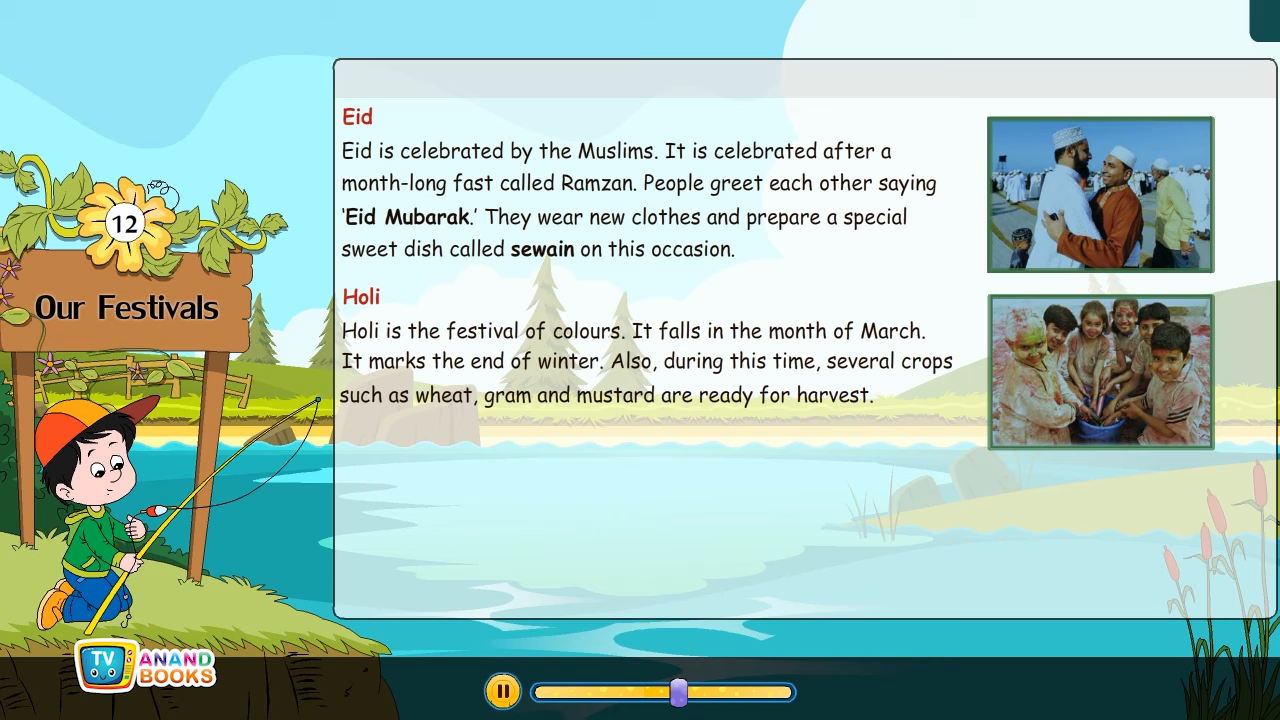 12
Our Festivals
Eid
Eid is celebrated by the Muslims. It is celebrated after a
month-long fast called Ramzan. People greet each other saying
‘Eid Mubarak.’ They wear new clothes and prepare a special
sweet dish called sewain on this occasion.
Holi
Holi is the festival of colours. It falls in the month of March.
It marks the end of winter. Also, during this time, several crops
such as wheat, gram and mustard are ready for harvest.
TV
ANAND
BOOKS